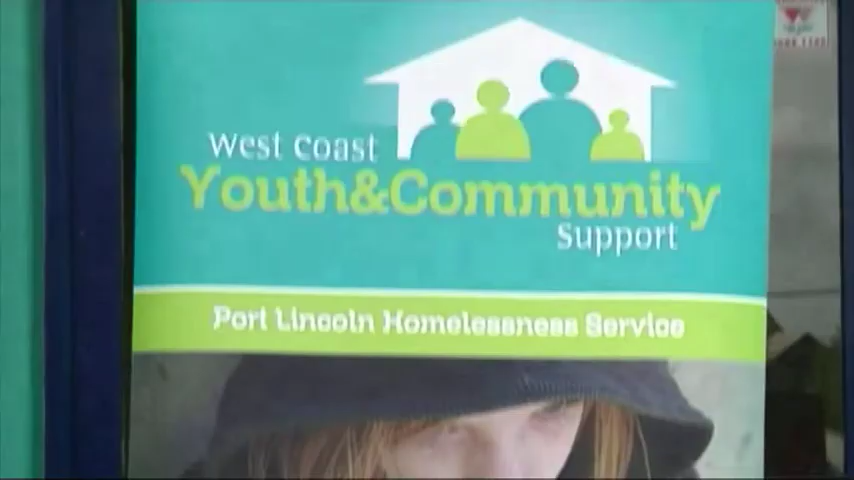 west coast
Youth&Community
Support
Port Lincoln Homelessness Service